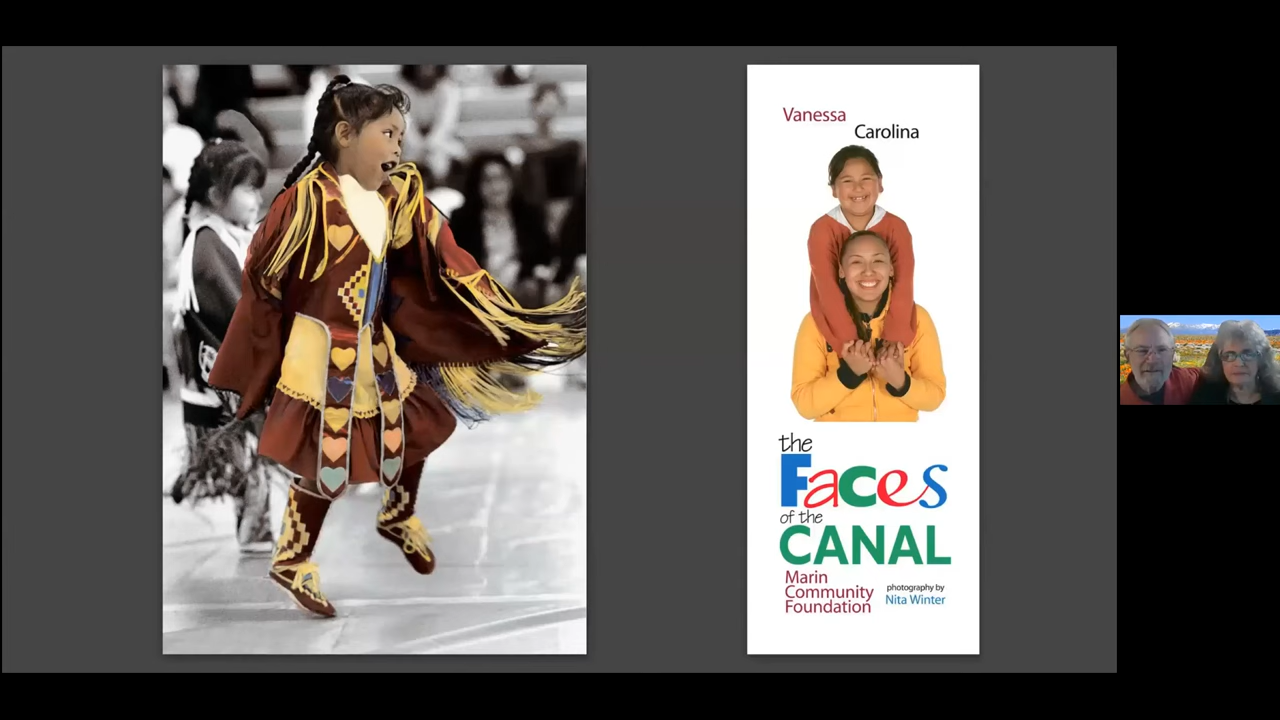 Vanessa
Carolina
the
Faces
of the
CANAL
Marin
Community
Foundation
photography by
Nita Winter